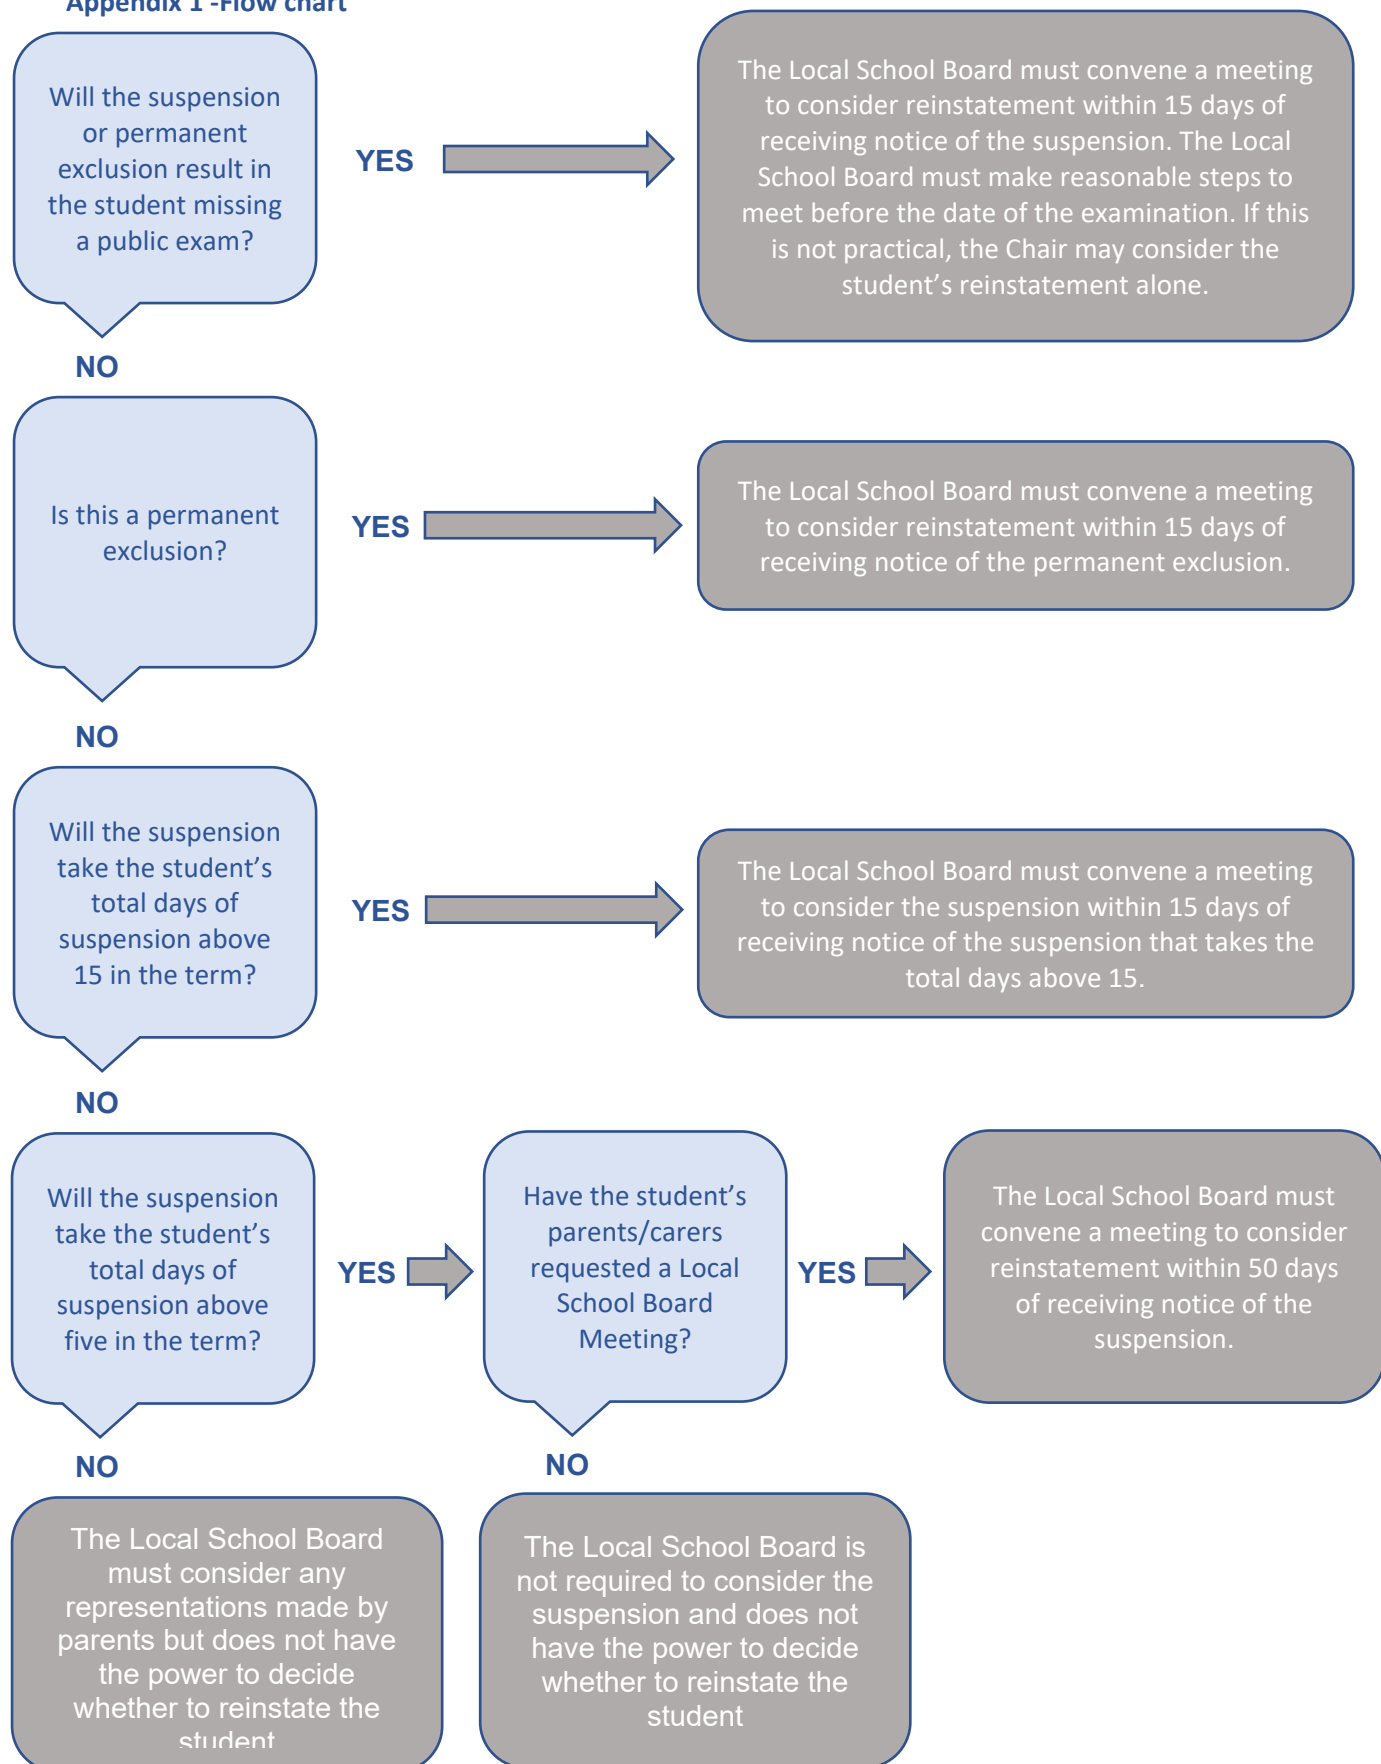 Appendix 1 -Flow chart
Will the suspension
or permanent
exclusion result in
the student missing
a public exam?
YES
The Local School Board must convene a meeting
to consider reinstatement within 15 days of
receiving notice of the suspension. The Local
School Board must make reasonable steps to
meet before the date of the examination. If this
is not practical, the Chair may consider the
student’s reinstatement alone.
NO
Is this a permanent
exclusion?
YES
The Local School Board must convene a meeting
to consider reinstatement within 15 days of
receiving notice of the permanent exclusion.
NO
Will the suspension
take the student’s
total days of
suspension above
15 in the term?
YES
The Local School Board must convene a meeting
to consider the suspension within 15 days of
receiving notice of the suspension that takes the
total days above 15.
NO
Will the suspension
take the student’s
total days of
suspension above
five in the term?
YES
Have the student’s
parents/carers
requested a Local
School Board
Meeting?
YES
The Local School Board must
convene a meeting to consider
reinstatement within 50 days
of receiving notice of the
suspension.
NO
The Local School Board
must consider any
representations made by
parents but does not have
the power to decide
whether to reinstate the
student
NO
The Local School Board is
not required to consider the
suspension and does not
have the power to decide
whether to reinstate the
student